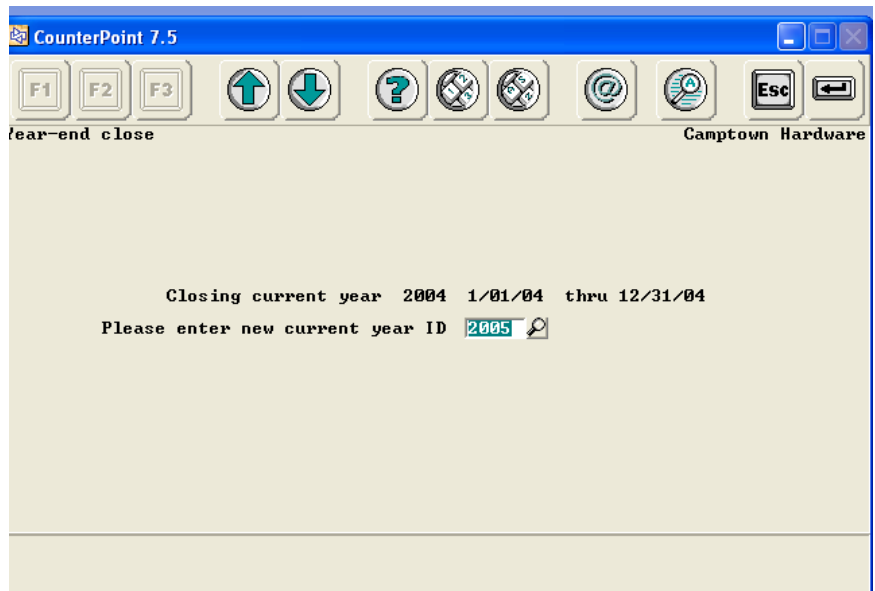 CounterPoint 7.5
F1 F2 F3 ? @ A Esc
Year-end close Camptown Hardware
Closing current year 2004 1/01/04 thru 12/31/04
Please enter new current year ID 2005